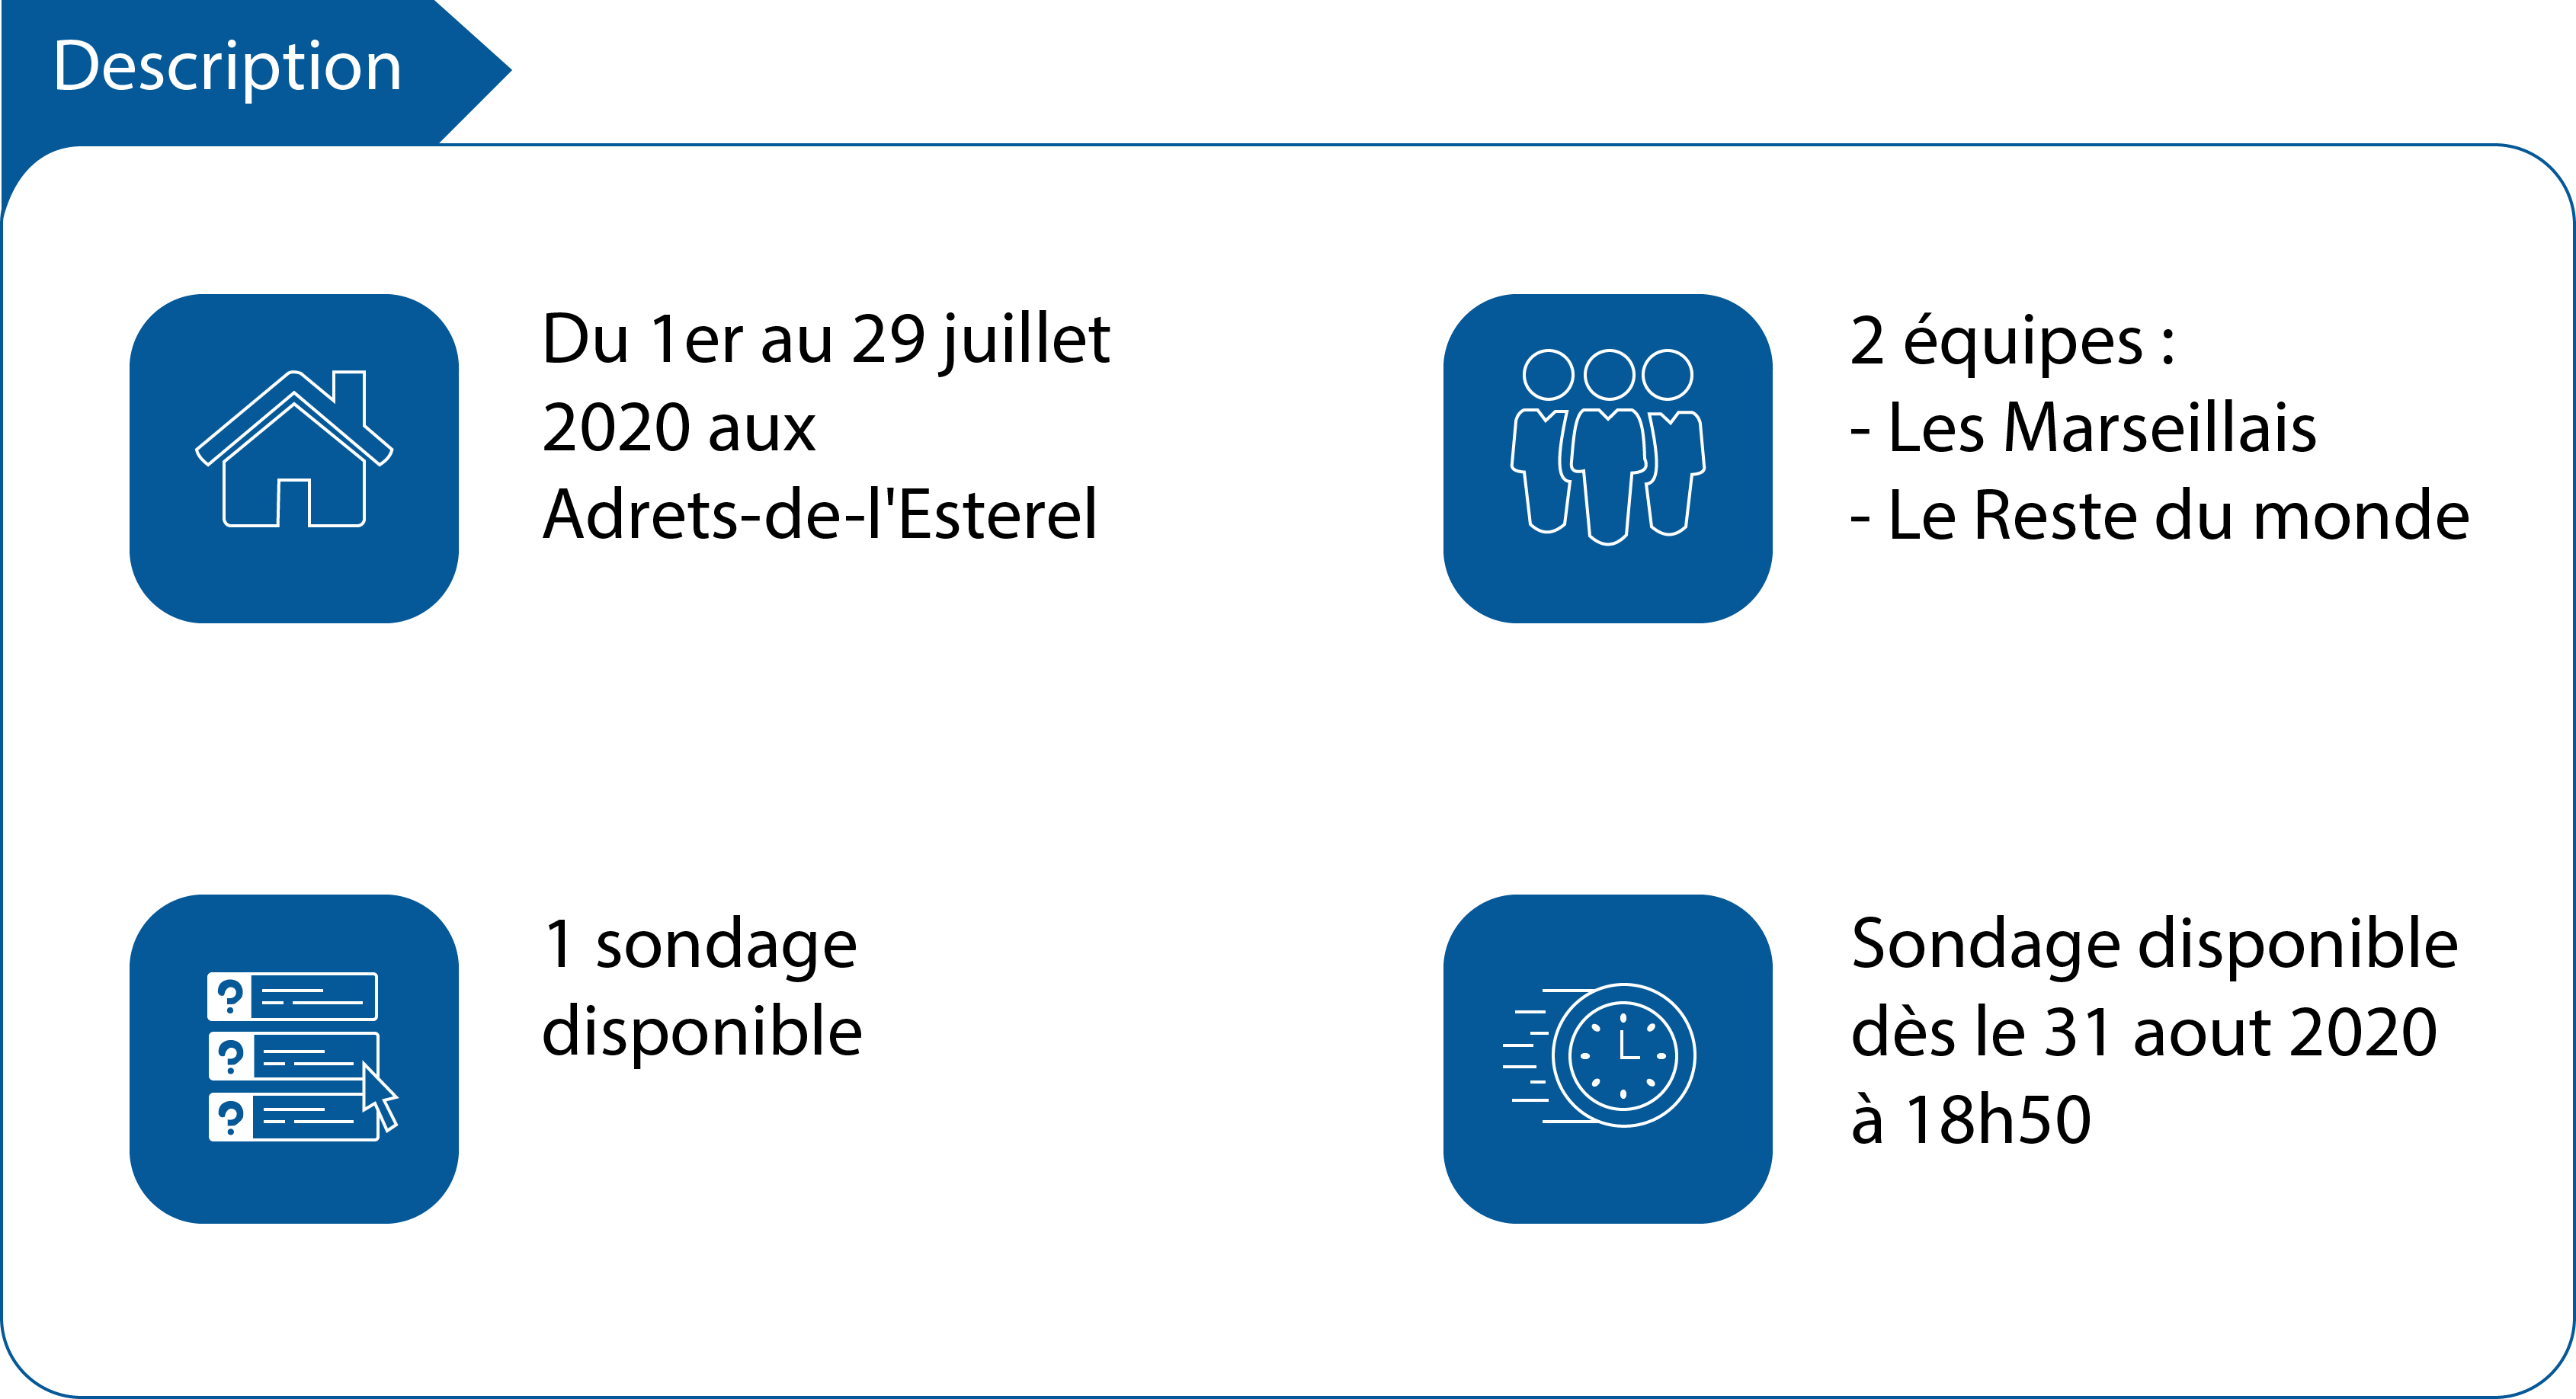 Description
Du 1er au 29 juillet
2020 aux
Adrets-de-l'Esterel
2 équipes :
- Les Marseillais
- Le Reste du monde
1 sondage
disponible
Sondage disponible
dès le 31 aout 2020
à 18h50